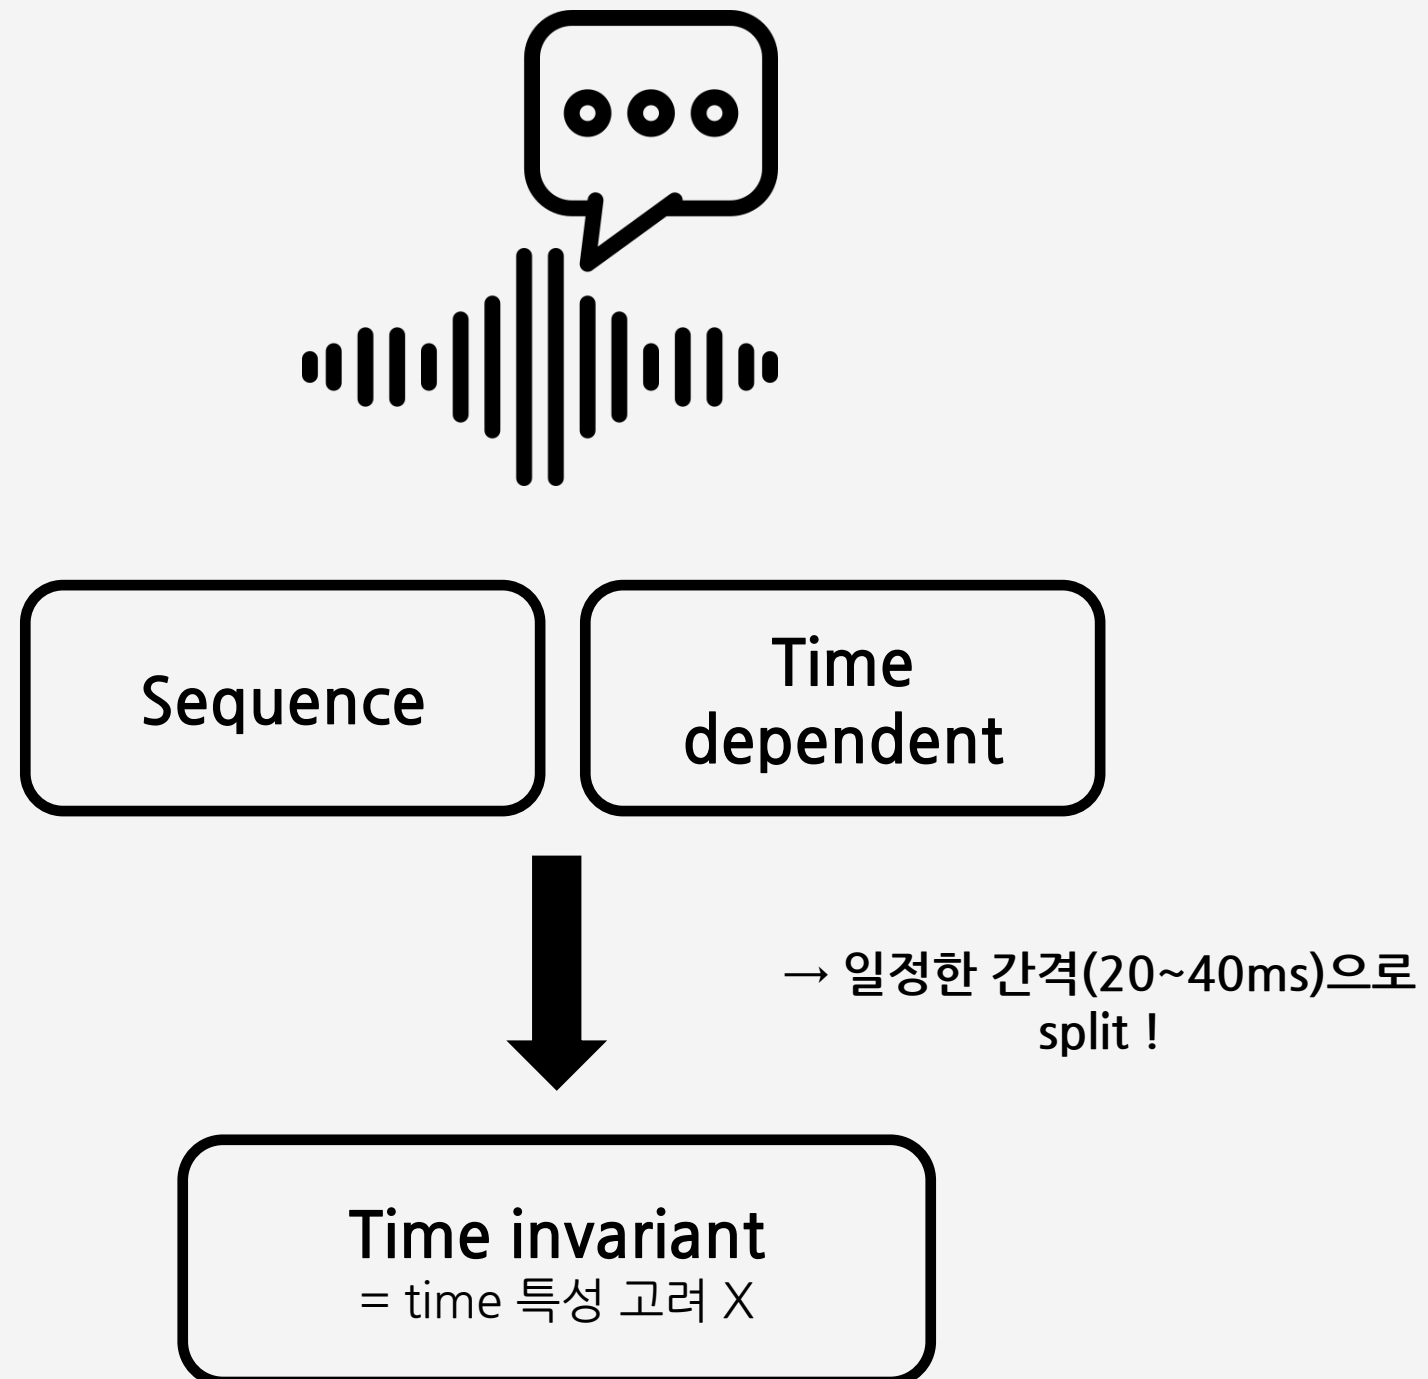 Sequence
Time
dependent
→ 일정한 간격(20~40ms)으로
split !
Time invariant
= time 특성 고려 X